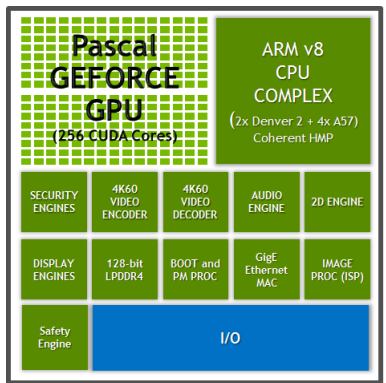 Pascal
GEFORCE
GPU
(256 CUDA Cores)
ARM v8
CPU
COMPLEX
(2x Denver 2 + 4x A57)
Coherent HMP
SECURITY
ENGINES
4K60
VIDEO
ENCODER
4K60
VIDEO
DECODER
AUDIO
ENGINE
2D ENGINE
DISPLAY
ENGINES
128-bit
LPDDR4
BOOT and
PM PROC
GigE
Ethernet
MAC
IMAGE
PROC (ISP)
Safety
Engine
I/O